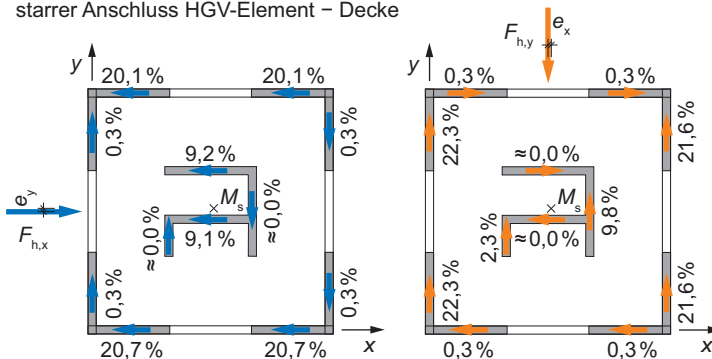 starrer Anschluss HGV-Element – Decke
y
20,1 %
20,1 %
0,3 %
0,3 %
9,2 %
e_y
F_h,x
≈0,0 %
M_s
≈0,0 %
9,1 %
0,3 %
0,3 %
20,7 %
20,7 %
x
F_h,y
e_x
y
0,3 %
0,3 %
22,3 %
21,6 %
≈0,0 %
M_s
9,8 %
2,3 %
≈0,0 %
22,3 %
21,6 %
0,3 %
0,3 %
x